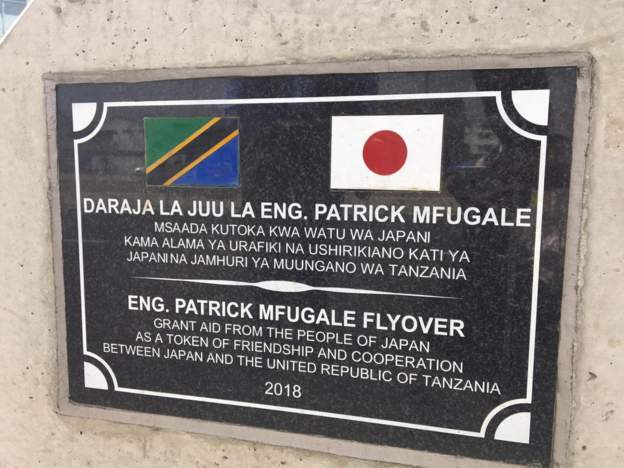 DARAJA LA JUU LA ENG. PATRICK MFUGALE
MSAADA KUTOKA KWA WATU WA JAPANI
KAMA ALAMA YA URAFIKI NA USHIRIKIANO KATI YA
JAPANI NA JAMHURI YA MUUNGANO WA TANZANIA
ENG. PATRICK MFUGALE FLYOVER
GRANT AID FROM THE PEOPLE OF JAPAN
AS A TOKEN OF FRIENDSHIP AND COOPERATION
BETWEEN JAPAN AND THE UNITED REPUBLIC OF TANZANIA
2018